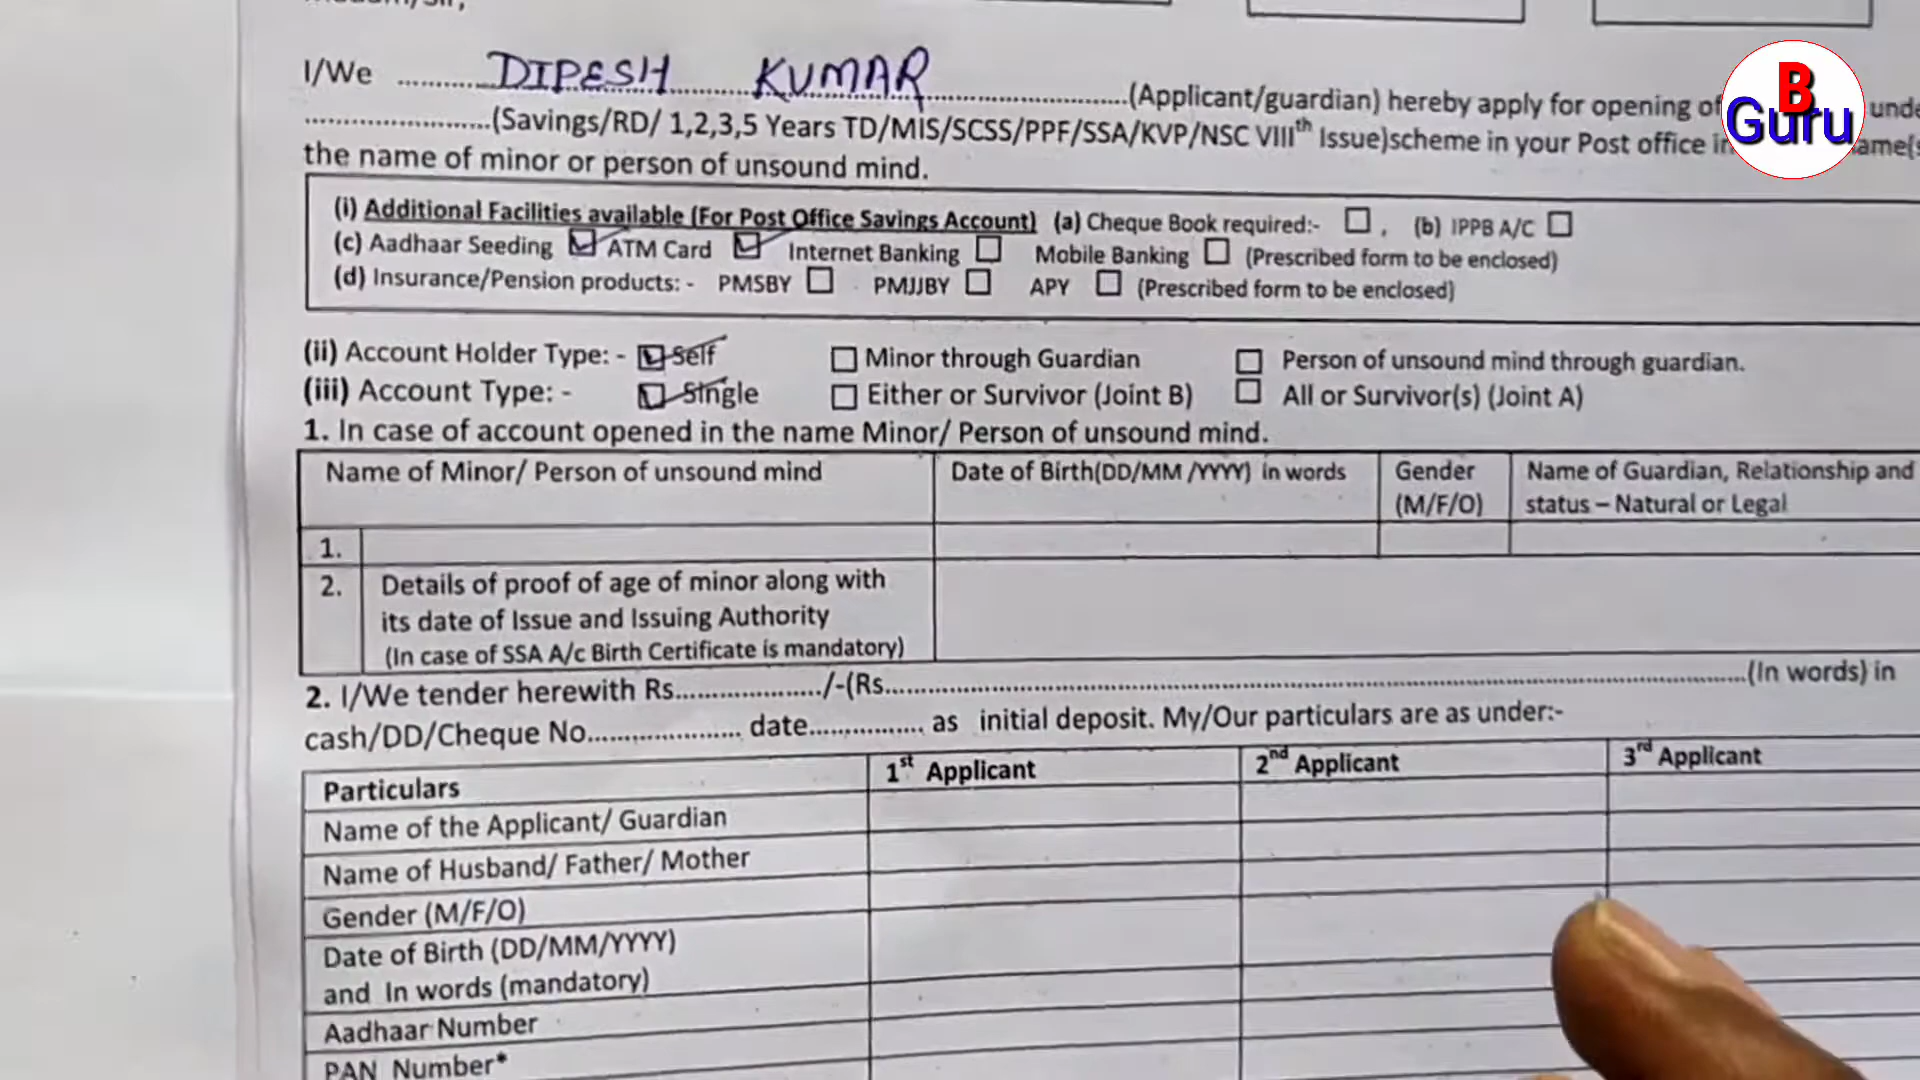 I/We ..........DIPESH KUMAR..........(Applicant/guardian) hereby apply for opening of
......................(Savings/RD/ 1,2,3,5 Years TD/MIS/SCSS/PPF/SSA/KVP/NSC VIIIth Issue)scheme in your Post office
the name of minor or person of unsound mind.
B
Guru
(i) Additional Facilities available (For Post Office Savings Account) (a) Cheque Book required:- ☐ , (b) IPPB A/C ☐
(c) Aadhaar Seeding ☑ ATM Card ☑ Internet Banking ☐ Mobile Banking ☐ (Prescribed form to be enclosed)
(d) Insurance/Pension products: - PMSBY ☐ PMJJBY ☐ APY ☐ (Prescribed form to be enclosed)
(ii) Account Holder Type: - ☑ Self ☐ Minor through Guardian ☐ Person of unsound mind through guardian.
(iii) Account Type: - ☑ Single ☐ Either or Survivor (Joint B) ☐ All or Survivor(s) (Joint A)
1. In case of account opened in the name Minor/ Person of unsound mind.
Name of Minor/ Person of unsound mind Date of Birth(DD/MM /YYYY) in words Gender Name of Guardian, Relationship and
(M/F/O) status – Natural or Legal
1.
2. Details of proof of age of minor along with
its date of Issue and Issuing Authority
(In case of SSA A/c Birth Certificate is mandatory)
2. I/We tender herewith Rs.................../-(Rs..........................................................(In words) in
cash/DD/Cheque No.................... date.............. as initial deposit. My/Our particulars are as under:-
Particulars 1st Applicant 2nd Applicant 3rd Applicant
Name of the Applicant/ Guardian
Name of Husband/ Father/ Mother
Gender (M/F/O)
Date of Birth (DD/MM/YYYY)
and In words (mandatory)
Aadhaar Number
PAN Number*